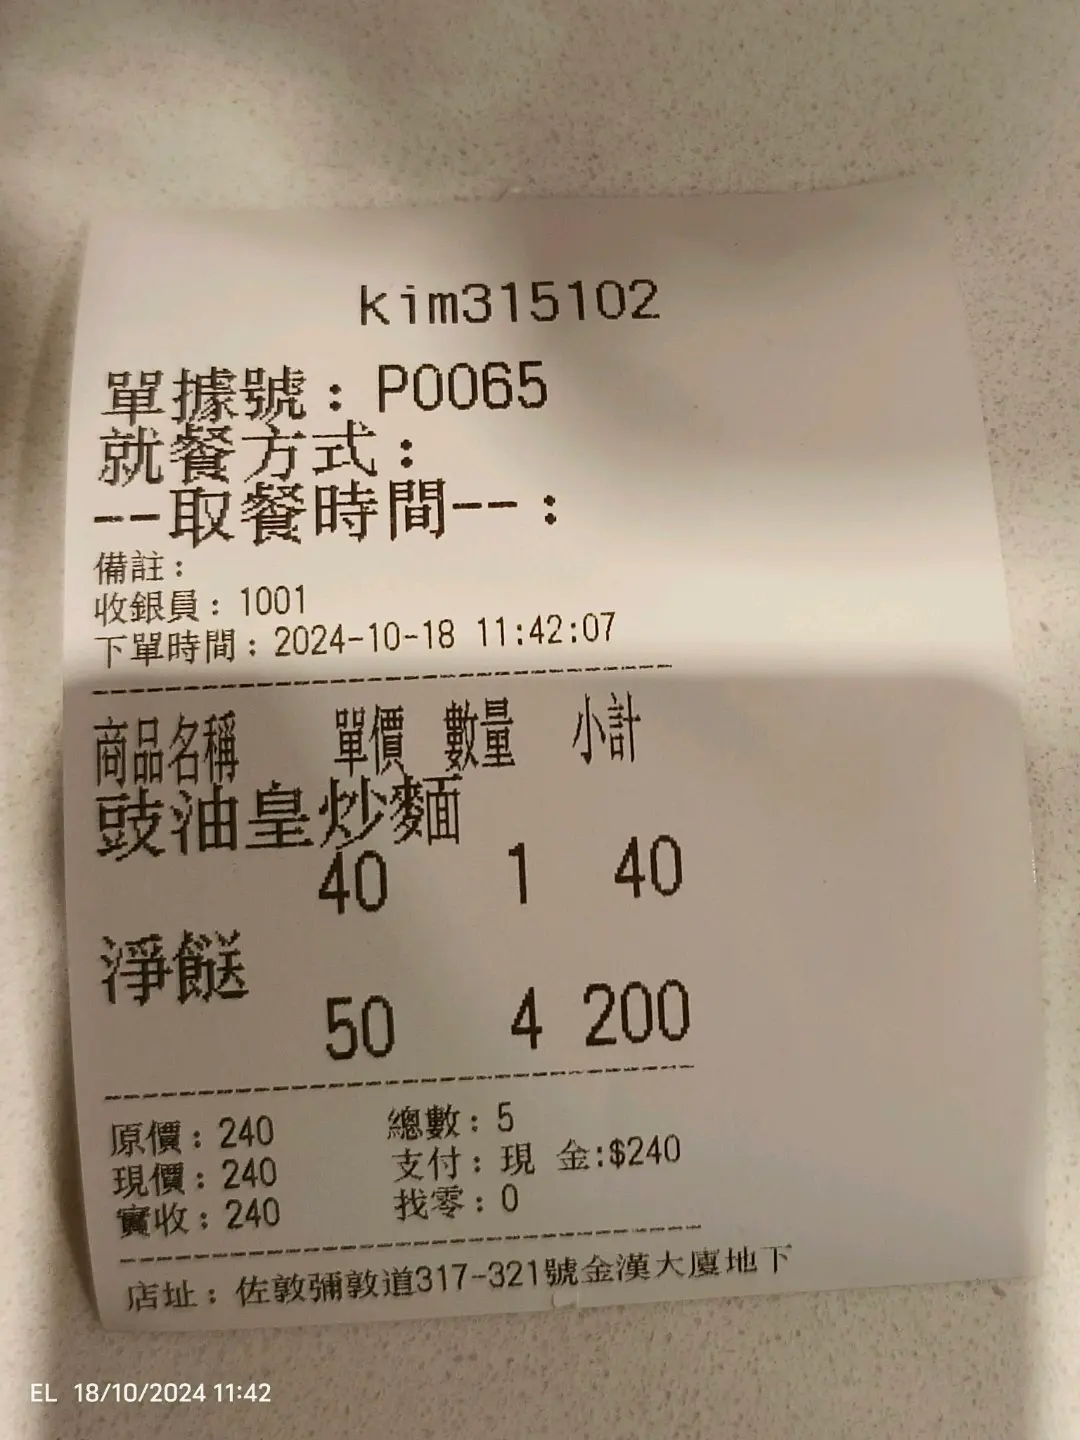 kim315102
單據號：P0065
就餐方式：
--取餐時間--：
備註：
收銀員：1001
下單時間：2024-10-18 11:42:07
商品名稱 單價 數量 小計
豉油皇炒麵
40 1 40
淨餸
50 4 200
原價：240 總數：5
現價：240 支付：現 金:$240
實收：240 找零：0
店址：佐敦彌敦道317-321號金漢大廈地下
EL 18/10/2024 11:42